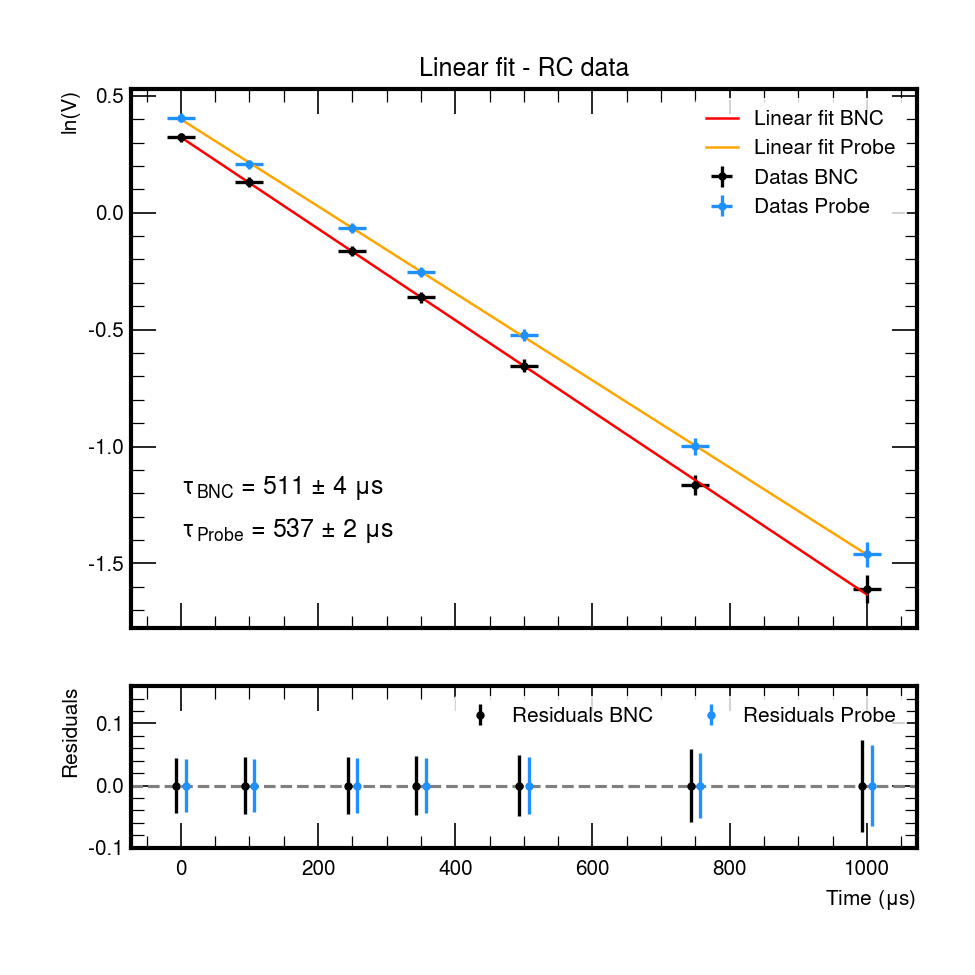 Linear fit - RC data
ln(V)
0.5
0.0
-0.5
-1.0
-1.5
Linear fit BNC
Linear fit Probe
Datas BNC
Datas Probe
τ BNC = 511 ± 4 µs
τ Probe = 537 ± 2 µs
Residuals
0.1
0.0
-0.1
Residuals BNC
Residuals Probe
0 200 400 600 800 1000
Time (µs)